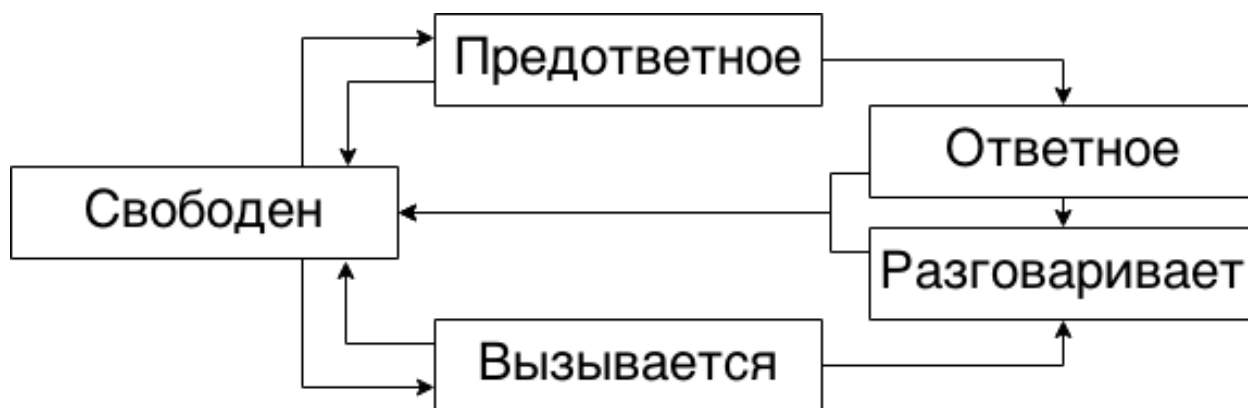 Предответное
Ответное
Свободен
Разговаривает
Вызывается